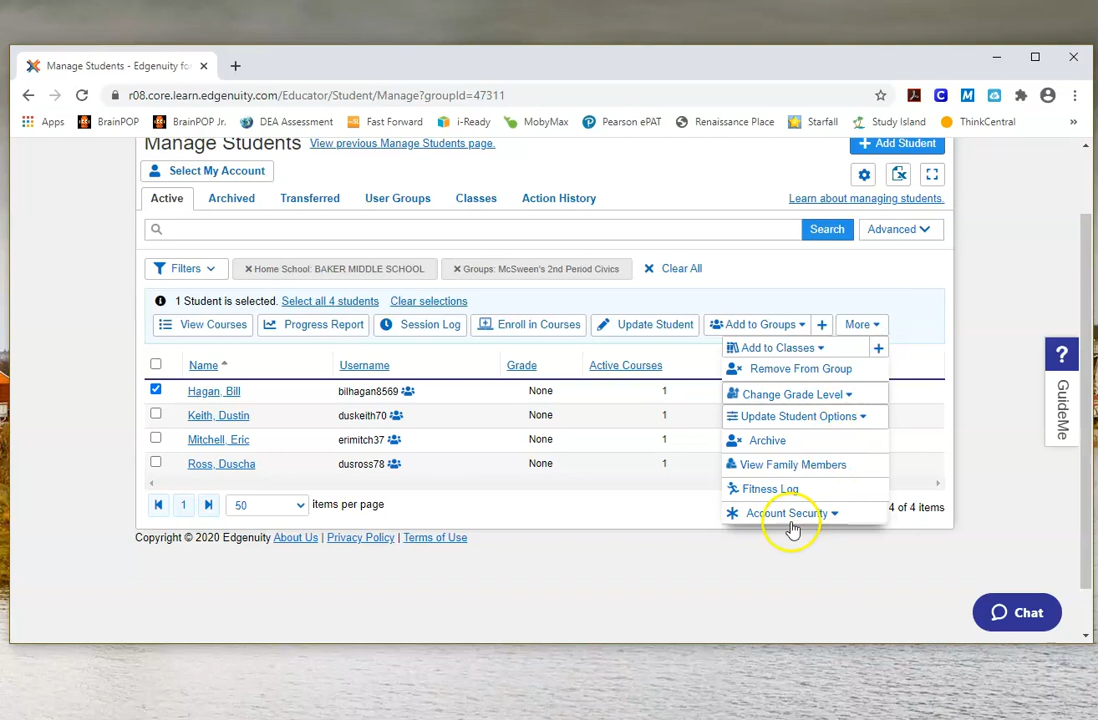 Manage Students - Edgenuity for
r08.core.learn.edgenuity.com/Educator/Student/Manage?groupId=47311
Apps BrainPOP BrainPOP Jr. DEA Assessment Fast Forward i-Ready MobyMax Pearson ePAT Renaissance Place Starfall Study Island ThinkCentral »
Manage Students View previous Manage Students page. + Add Student
Select My Account
Active Archived Transferred User Groups Classes Action History Learn about managing students.
Search Advanced
Filters × Home School: BAKER MIDDLE SCHOOL × Groups: McSween's 2nd Period Civics × Clear All
1 Student is selected. Select all 4 students Clear selections
View Courses Progress Report Session Log Enroll in Courses Update Student Add to Groups + More
Add to Classes +
Name Username Grade Active Courses
Remove From Group
Hagan, Bill bilhagan8569 None 1
Change Grade Level
Keith, Dustin duskeith70 None 1
Update Student Options
Mitchell, Eric erimitch37 None 1
Archive
Ross, Duscha dusross78 None 1
View Family Members
Fitness Log
1 50 items per page 4 of 4 items
Account Security
Copyright © 2020 Edgenuity About Us | Privacy Policy | Terms of Use
? GuideMe
Chat